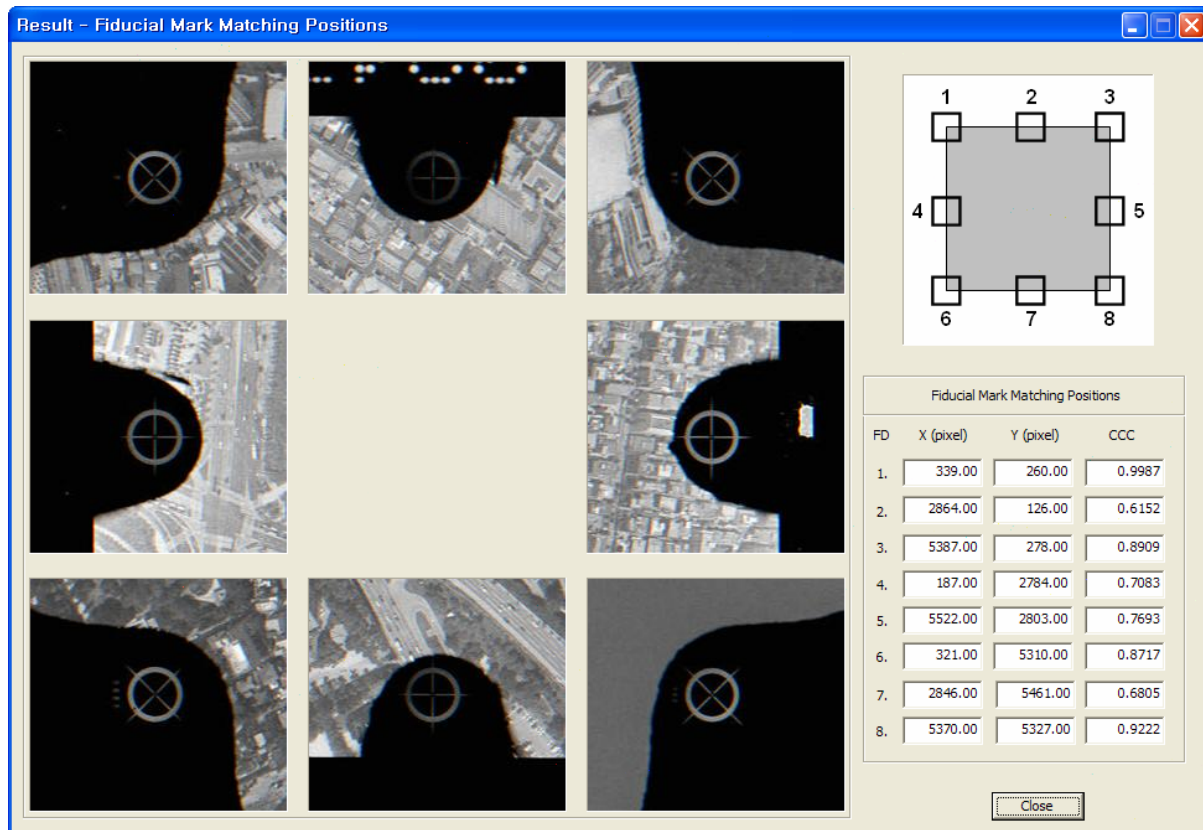 Result - Fiducial Mark Matching Positions
1 2 3
4 5
6 7 8
Fiducial Mark Matching Positions
FD X (pixel) Y (pixel) CCC
1. 339.00 260.00 0.9987
2. 2864.00 126.00 0.6152
3. 5387.00 278.00 0.8909
4. 187.00 2784.00 0.7083
5. 5522.00 2803.00 0.7693
6. 321.00 5310.00 0.8717
7. 2846.00 5461.00 0.6805
8. 5370.00 5327.00 0.9222
Close